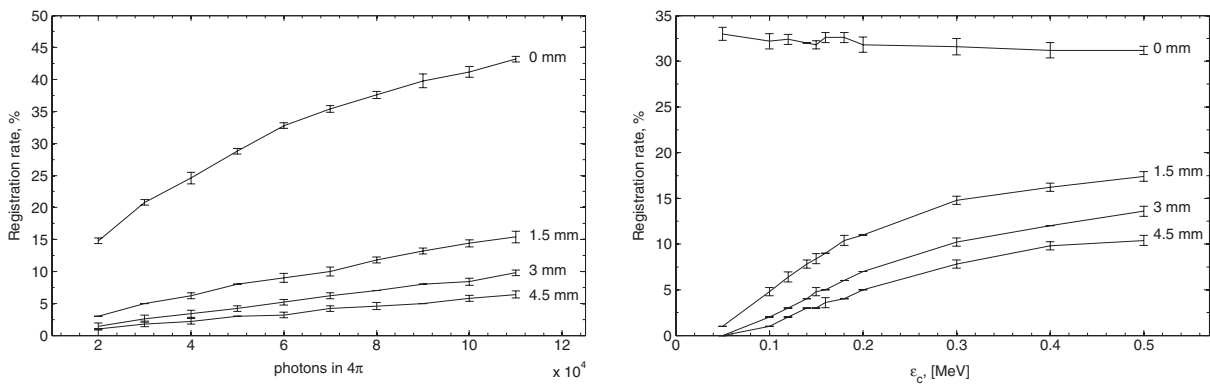 50
45
40
35
30
25
20
15
10
5
0
Registration rate, %
0 mm
1.5 mm
3 mm
4.5 mm
2 4 6 8 10 12
photons in 4π
x 10^4
35
30
25
20
15
10
5
0
Registration rate, %
0 mm
1.5 mm
3 mm
4.5 mm
0 0.1 0.2 0.3 0.4 0.5
ε_c, [MeV]